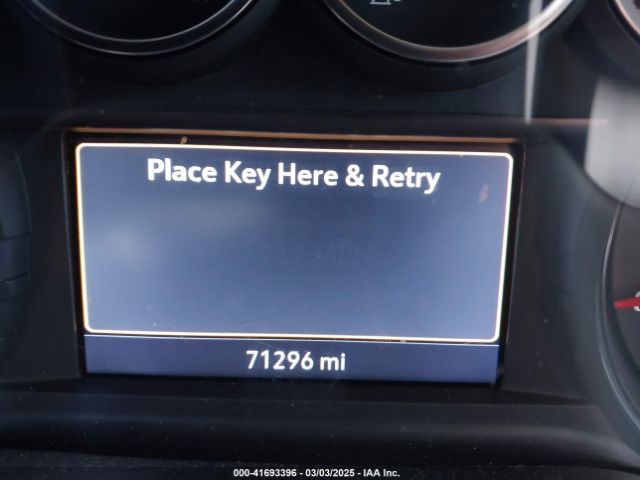 Place Key Here & Retry
71296 mi
000-41693396 - 03/03/2025 - IAA Inc.